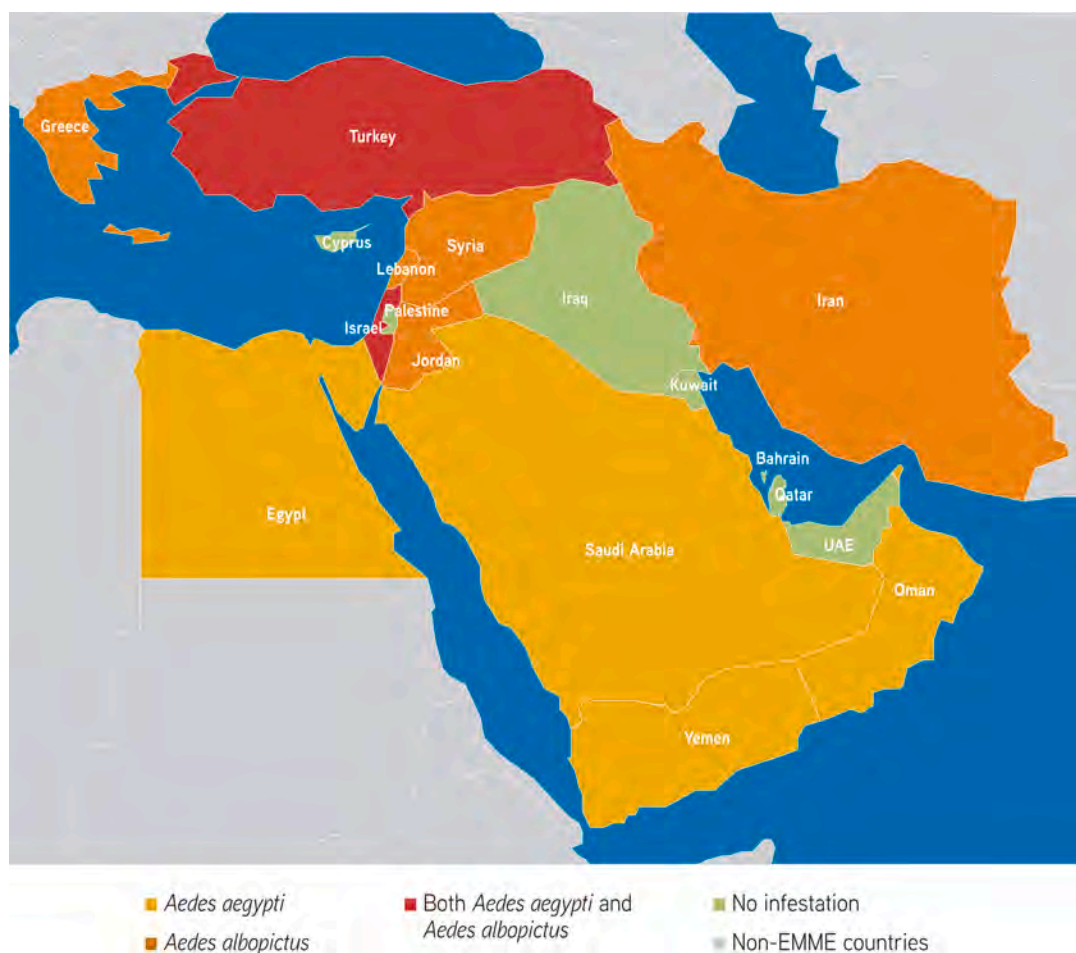 Greece
Turkey
Cyprus
Syria
Lebanon
Palestine
Israel
Jordan
Iraq
Iran
Kuwait
Bahrain
Qatar
UAE
Egypt
Saudi Arabia
Oman
Yemen
Aedes aegypti
Aedes albopictus
Both Aedes aegypti and
Aedes albopictus
No infestation
Non-EMME countries